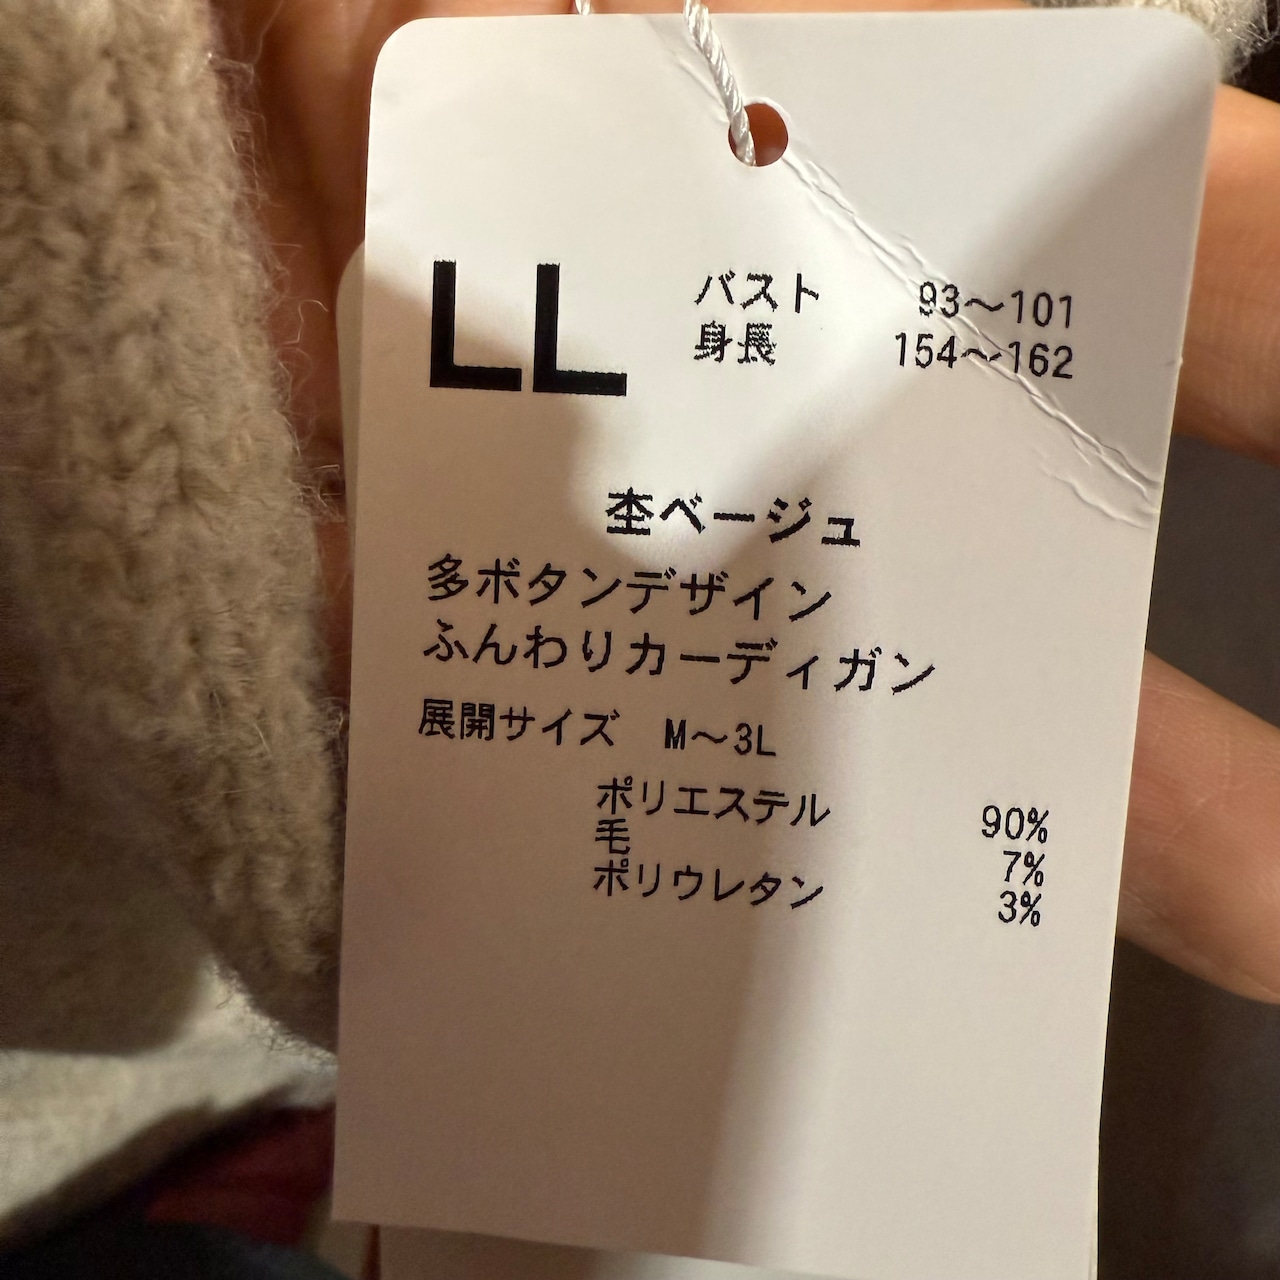 LL
バスト 93～101
身長 154～162
杢ベージュ
多ボタンデザイン
ふんわりカーディガン
展開サイズ M～3L
ポリエステル 90%
毛 7%
ポリウレタン 3%